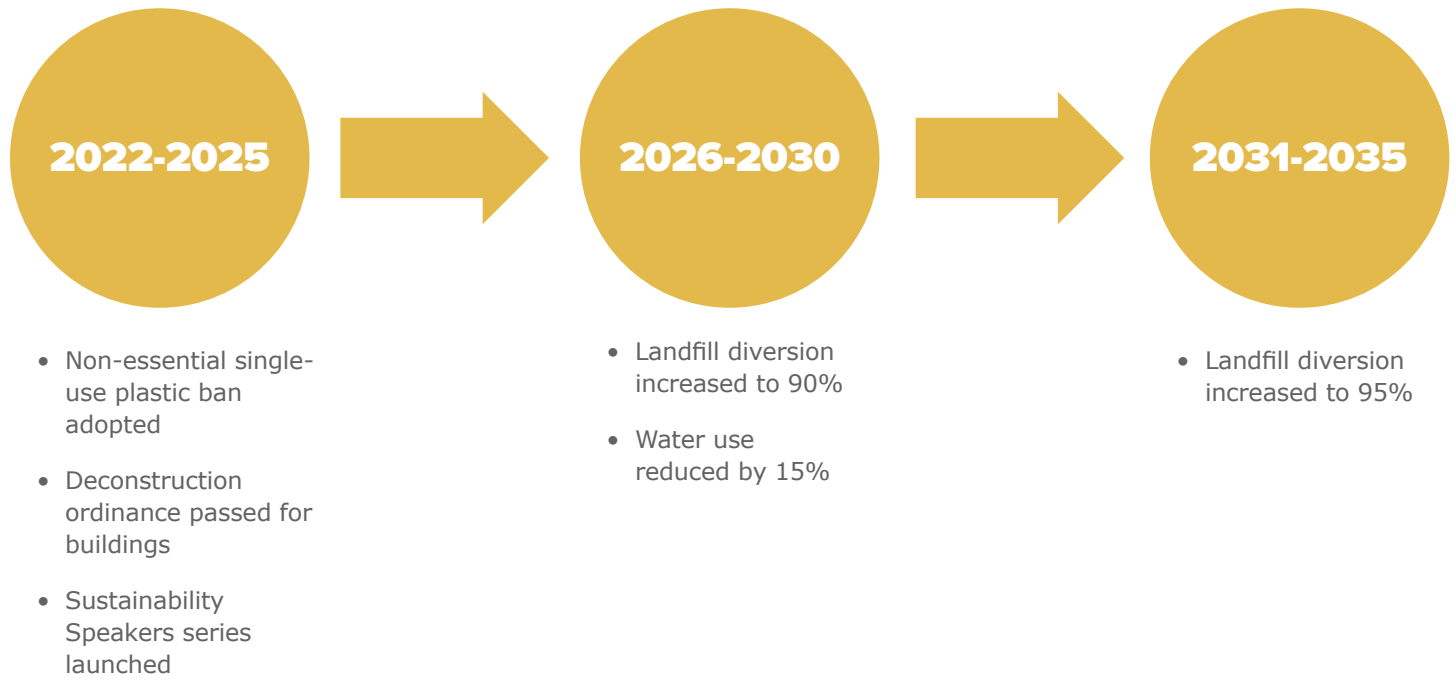 2022-2025
2026-2030
2031-2035
• Non-essential single-
use plastic ban
adopted
• Deconstruction
ordinance passed for
buildings
• Sustainability
Speakers series
launched
• Landfill diversion
increased to 90%
• Water use
reduced by 15%
• Landfill diversion
increased to 95%